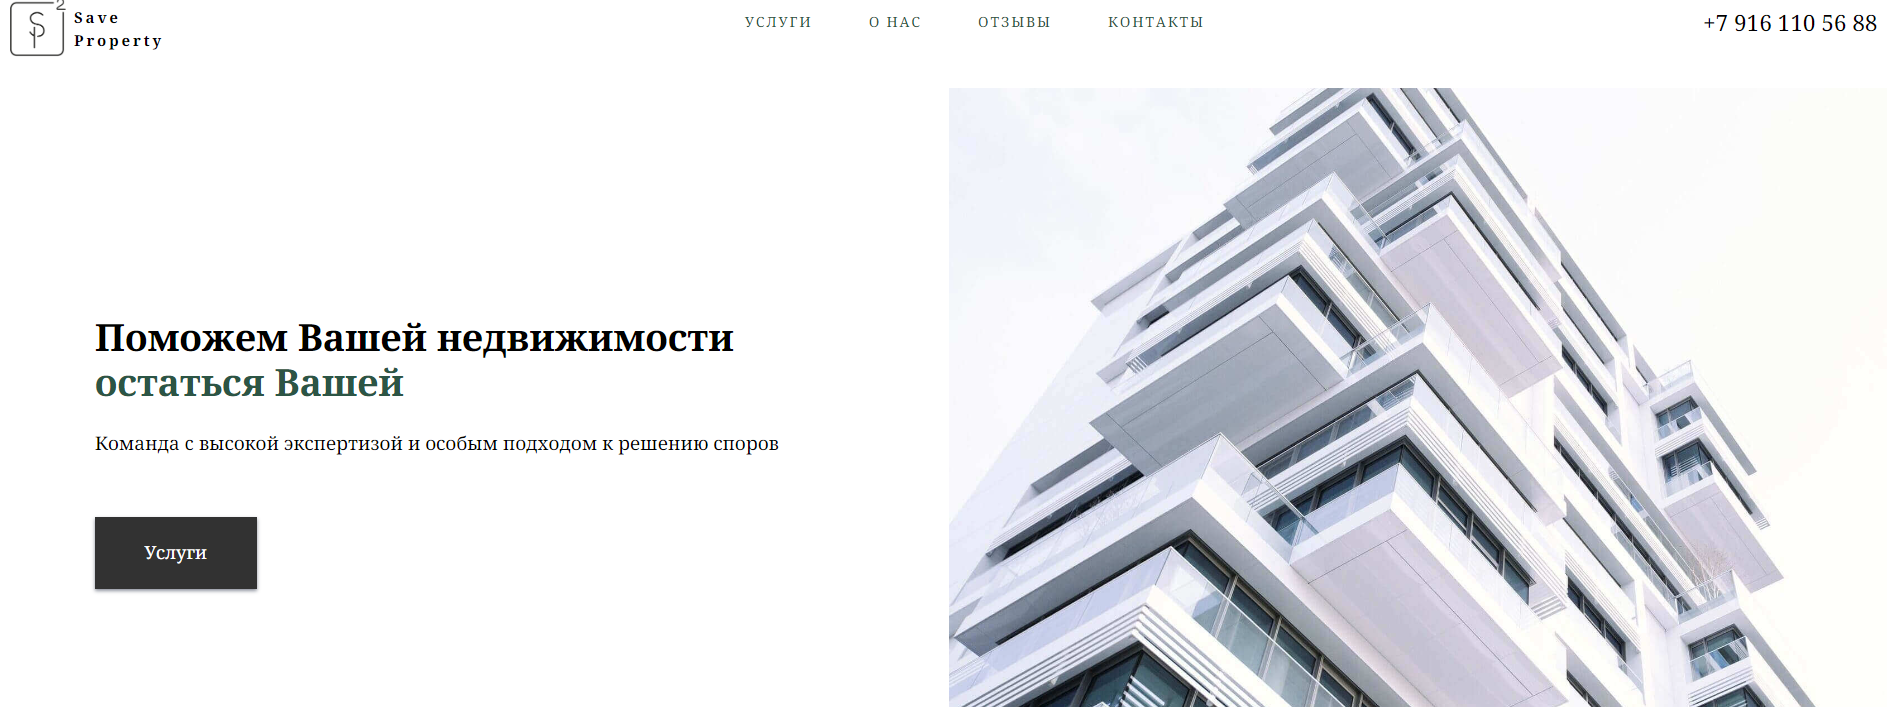 2
SP
Save
Property
УСЛУГИ
О НАС
ОТЗЫВЫ
КОНТАКТЫ
+7 916 110 56 88
Поможем Вашей недвижимости
остаться Вашей
Команда с высокой экспертизой и особым подходом к решению споров
Услуги